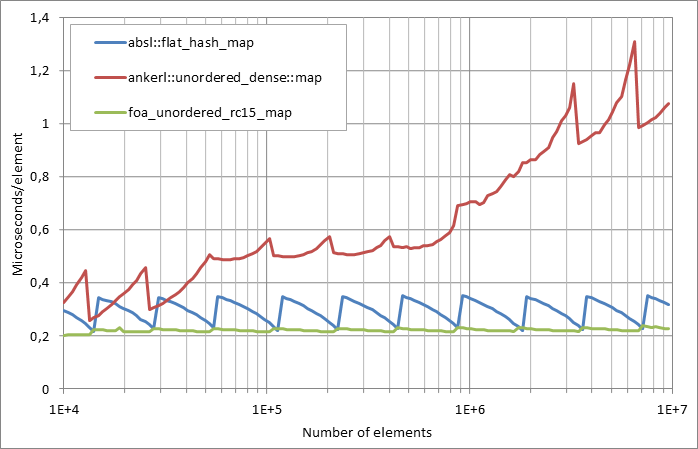 1,4
1,2
1
0,8
0,6
0,4
0,2
0
Microseconds/element
absl::flat_hash_map
ankerl::unordered_dense::map
foa_unordered_rc15_map
1E+4
1E+5
1E+6
1E+7
Number of elements